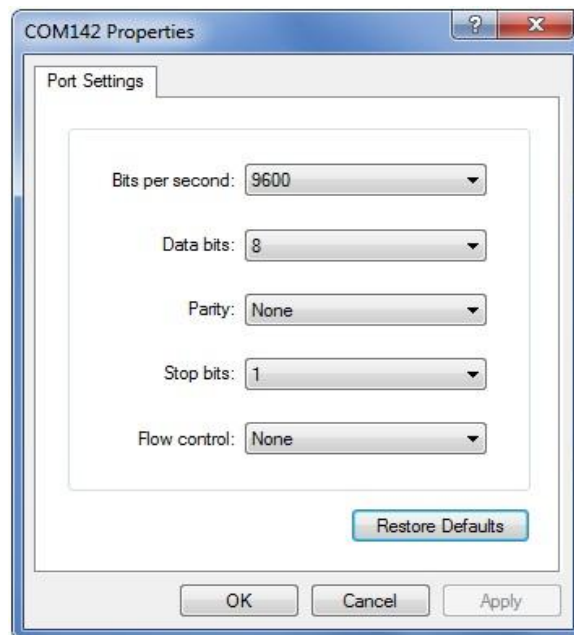 COM142 Properties
?
X
Port Settings
Bits per second: 9600
Data bits: 8
Parity: None
Stop bits: 1
Flow control: None
Restore Defaults
OK Cancel Apply